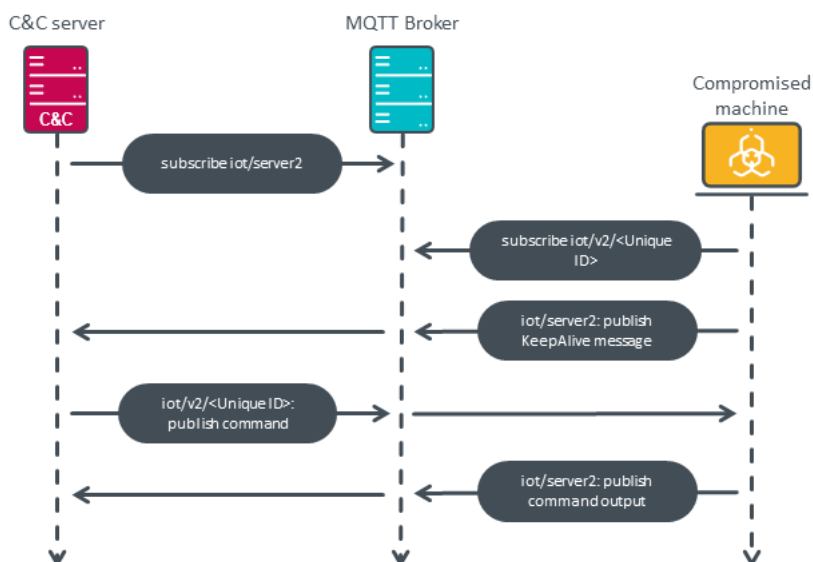 C&C server
MQTT Broker
Compromised
machine
C&C
subscribe iot/server2
subscribe iot/v2/<Unique
ID>
iot/server2: publish
KeepAlive message
iot/v2/<Unique ID>:
publish command
iot/server2: publish
command output